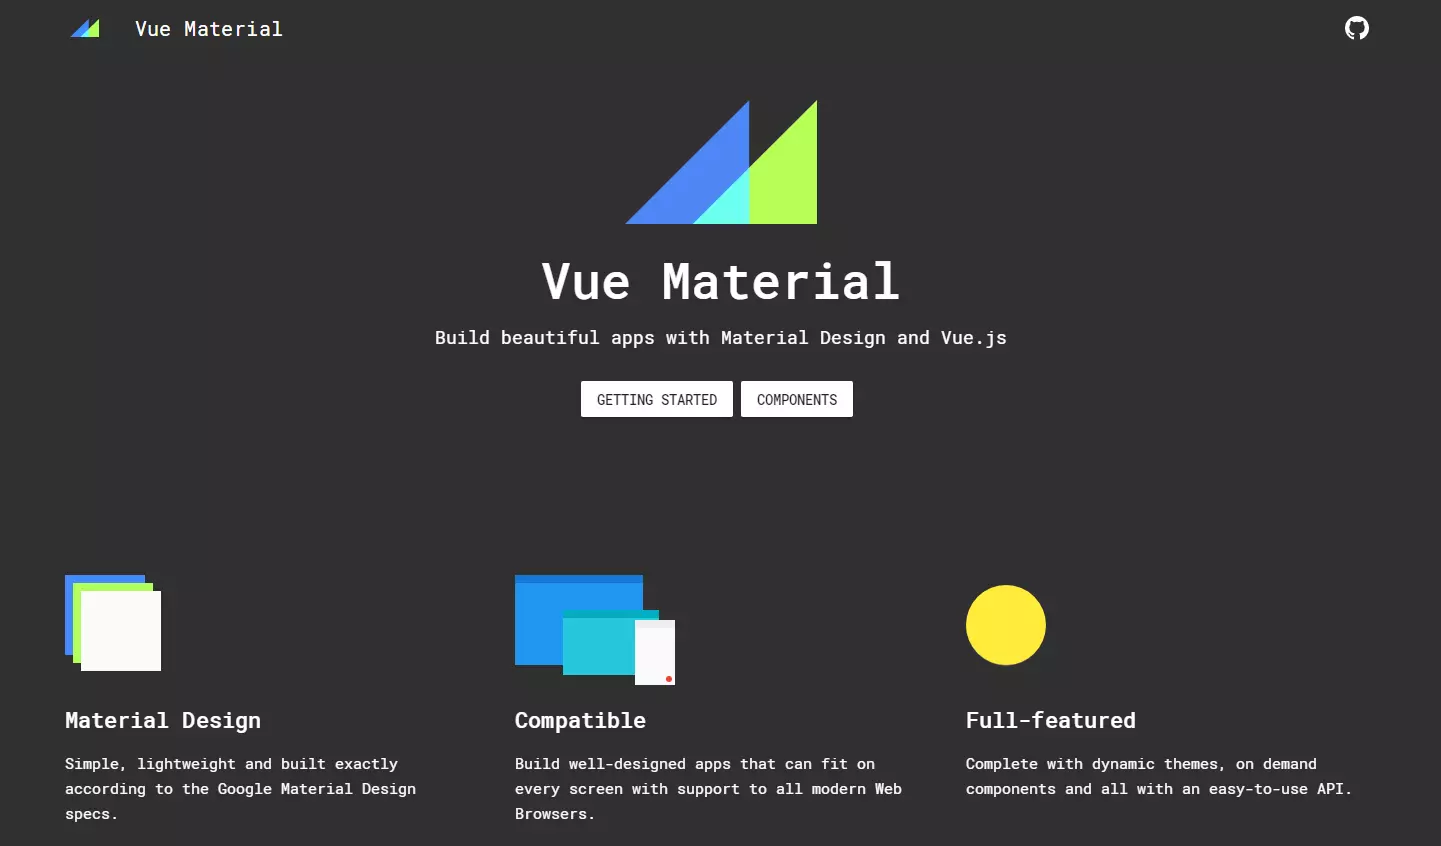 Vue Material
Vue Material
Build beautiful apps with Material Design and Vue.js
GETTING STARTED
COMPONENTS
Material Design
Simple, lightweight and built exactly
according to the Google Material Design
specs.
Compatible
Build well-designed apps that can fit on
every screen with support to all modern Web
Browsers.
Full-featured
Complete with dynamic themes, on demand
components and all with an easy-to-use API.